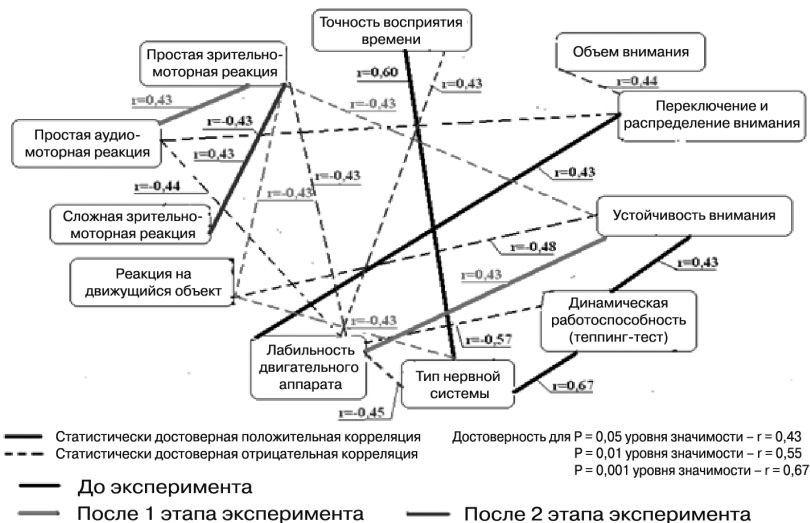 Точность восприятия
времени
Простая зрительно-
моторная реакция
Объем внимания
r=0,60
r=0,43
r=0,44
r=0,43
r=-0,43
Переключение и
распределение внимания
Простая аудио-
моторная реакция
r=-0,43
r=0,43
r=-0,43
r=0,43
r=-0,44
r=-0,43
Сложная зрительно-
моторная реакция
Устойчивость внимания
r=-0,48
Реакция на
движущийся объект
r=0,43
r=0,43
Динамическая
работоспособность
(теппинг-тест)
r=-0,43
r=-0,57
Лабильность
двигательного
аппарата
Тип нервной
системы
r=0,67
r=-0,45
Статистически достоверная положительная корреляция
Статистически достоверная отрицательная корреляция
Достоверность для P = 0,05 уровня значимости – r = 0,43
P = 0,01 уровня значимости – r = 0,55
P = 0,001 уровня значимости – r = 0,67
До эксперимента
После 1 этапа эксперимента
После 2 этапа эксперимента